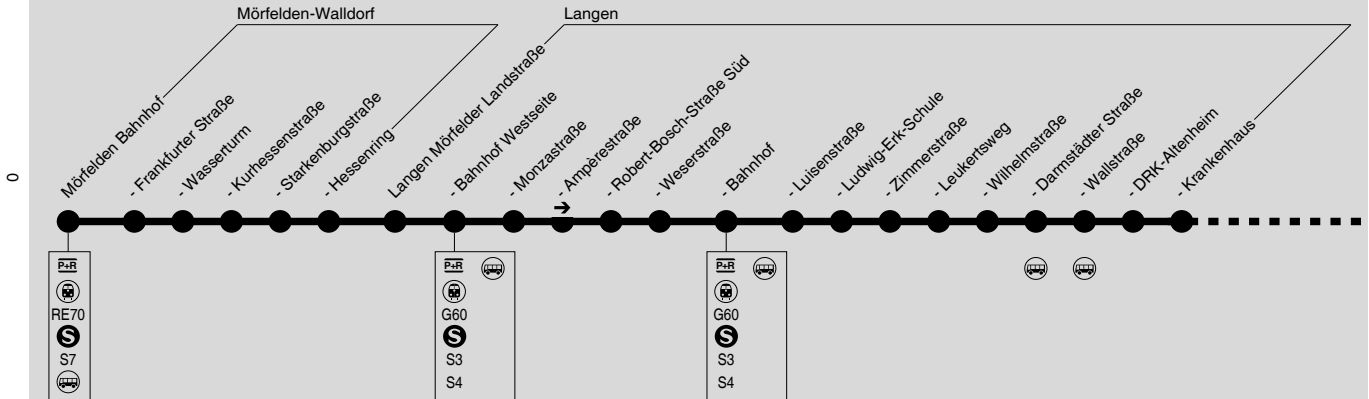 Mörfelden-Walldorf
Langen
Mörfelden Bahnhof
- Frankfurter Straße
- Wasserturm
- Kurhessenstraße
- Starkenburgstraße
- Hessenring
Langen Mörfelder Landstraße
- Bahnhof Westseite
- Monzastraße
- Ampèrestraße
- Robert-Bosch-Straße Süd
- Weserstraße
- Bahnhof
- Luisenstraße
- Ludwig-Erk-Schule
- Zimmerstraße
- Leukertsweg
- Wilhelmstraße
- Darmstädter Straße
- Wallstraße
- DRK-Altenheim
- Krankenhaus
0
P+R
RE70
S
S7
P+R
G60
S
S3
S4
P+R
G60
S
S3
S4